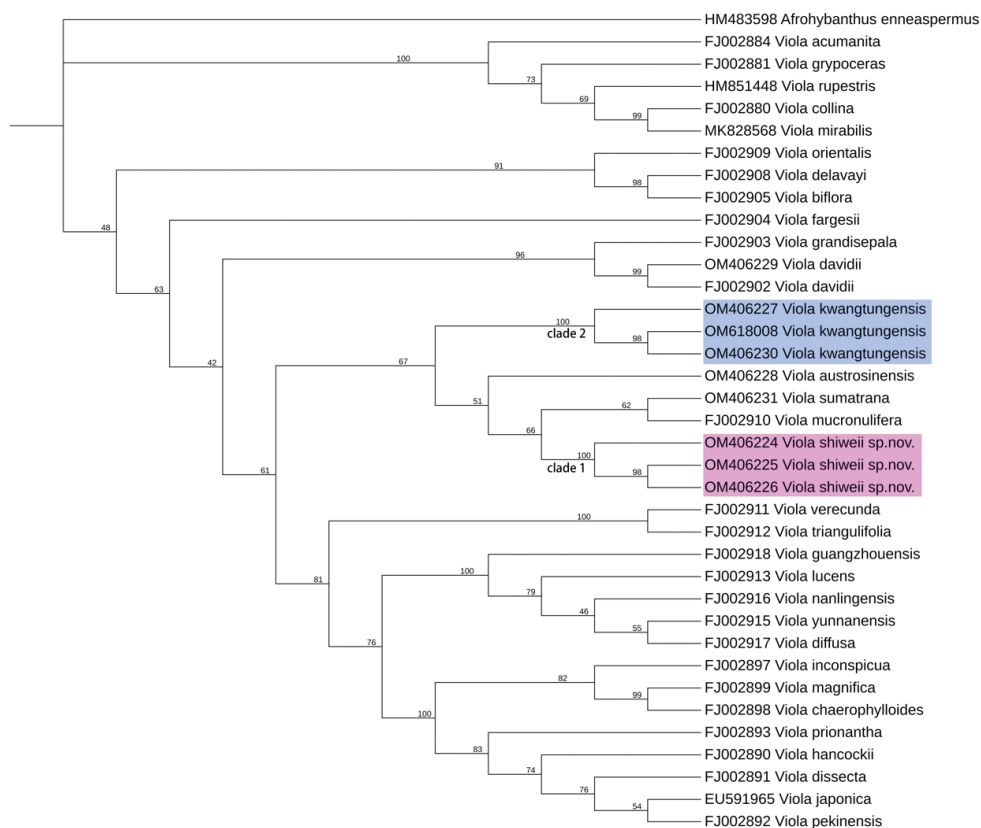 HM483598 Afrohybanthus enneaspermus
FJ002884 Viola acumanita
100
FJ002881 Viola grypoceras
73
HM851448 Viola rupestris
69
FJ002880 Viola collina
99
MK828568 Viola mirabilis
FJ002909 Viola orientalis
91
FJ002908 Viola delavayi
98
FJ002905 Viola biflora
FJ002904 Viola fargesii
48
FJ002903 Viola grandisepala
96
OM406229 Viola davidii
99
FJ002902 Viola davidii
63
OM406227 Viola kwangtungensis
100
clade 2
OM618008 Viola kwangtungensis
98
OM406230 Viola kwangtungensis
42
67
OM406228 Viola austrosinensis
51
OM406231 Viola sumatrana
62
FJ002910 Viola mucronulifera
66
OM406224 Viola shiweii sp.nov.
100
clade 1
OM406225 Viola shiweii sp.nov.
98
OM406226 Viola shiweii sp.nov.
61
FJ002911 Viola verecunda
100
FJ002912 Viola triangulifolia
FJ002918 Viola guangzhouensis
100
81
FJ002913 Viola lucens
79
FJ002916 Viola nanlingensis
46
FJ002915 Viola yunnanensis
55
FJ002917 Viola diffusa
76
FJ002897 Viola inconspicua
82
FJ002899 Viola magnifica
99
FJ002898 Viola chaerophylloides
100
FJ002893 Viola prionantha
83
FJ002890 Viola hancockii
74
FJ002891 Viola dissecta
76
EU591965 Viola japonica
54
FJ002892 Viola pekinensis